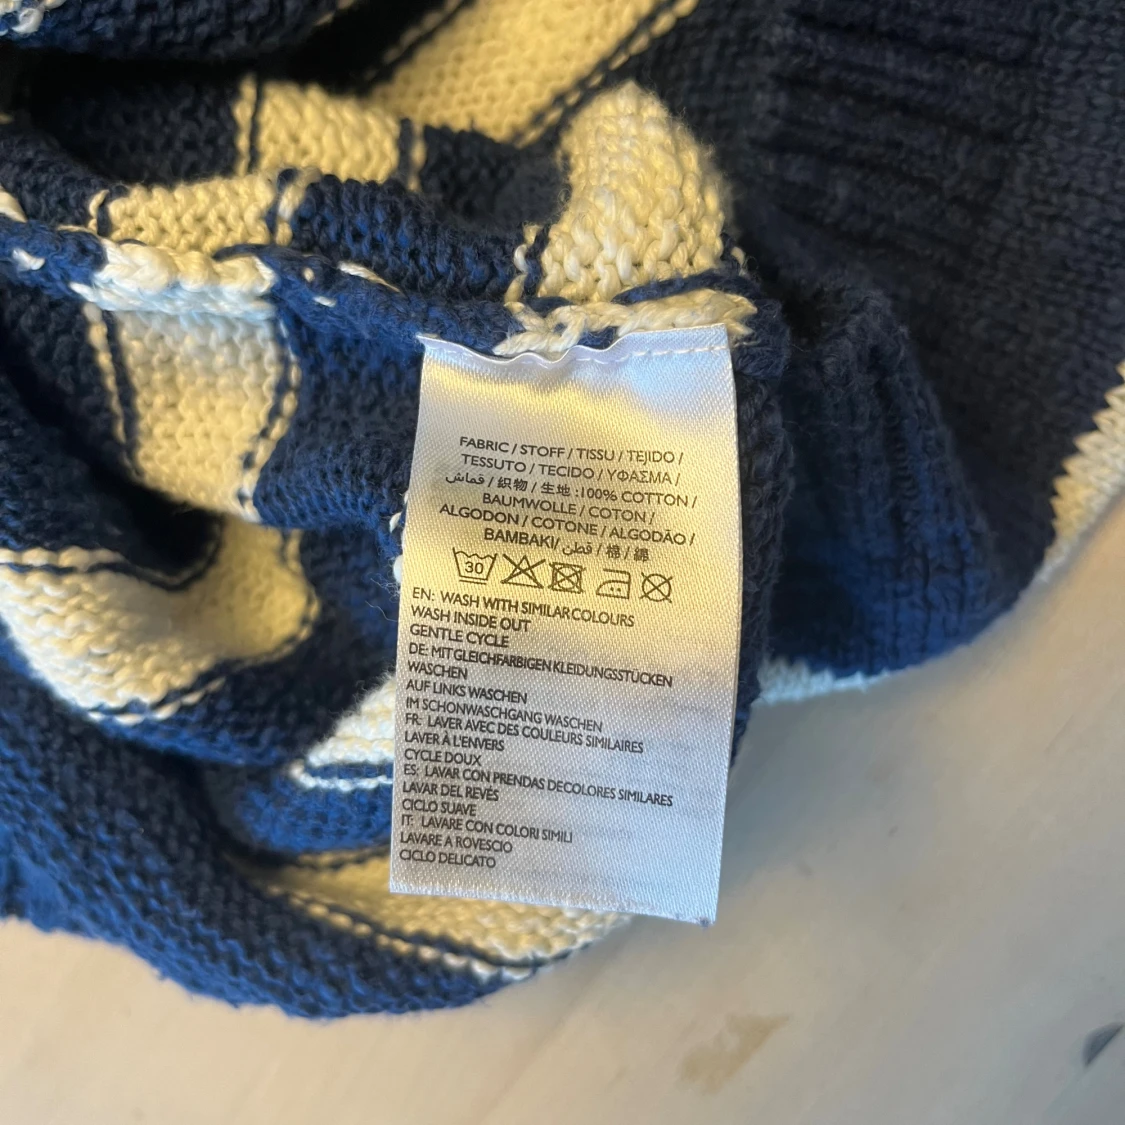 FABRIC / STOFF / TISSU / TEJIDO /
TESSUTO / TECIDO / ΥΦΑΣΜΑ /
قماش / 织物 / 生地 :100% COTTON /
BAUMWOLLE / COTON /
ALGODON / COTONE / ALGODÃO /
BAMBAKI/ قطن / 棉 / 綿
30
EN: WASH WITH SIMILAR COLOURS
WASH INSIDE OUT
GENTLE CYCLE
DE: MIT GLEICHFARBIGEN KLEIDUNGSSTÜCKEN
WASCHEN
AUF LINKS WASCHEN
IM SCHONWASCHGANG WASCHEN
FR: LAVER AVEC DES COULEURS SIMILAIRES
LAVER À L'ENVERS
CYCLE DOUX
ES: LAVAR CON PRENDAS DE COLORES SIMILARES
LAVAR DEL REVÉS
CICLO SUAVE
IT: LAVARE CON COLORI SIMILI
LAVARE A ROVESCIO
CICLO DELICATO